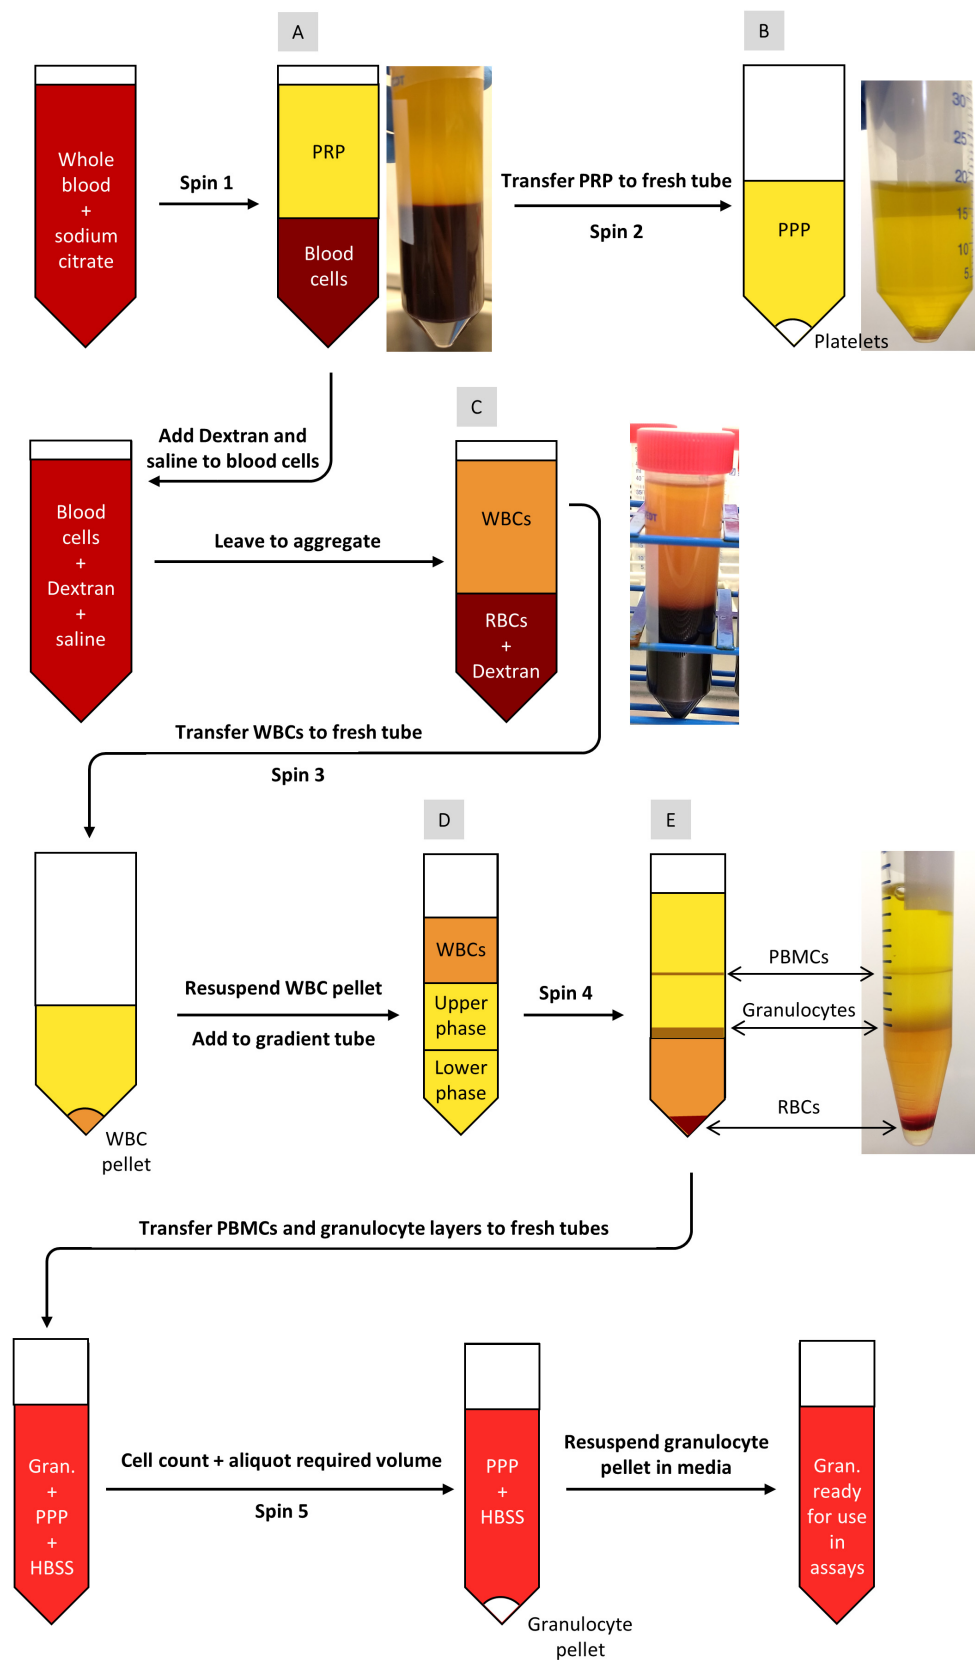 A
B
Whole
blood
+
sodium
citrate
Spin 1
PRP
Blood
cells
Transfer PRP to fresh tube
Spin 2
PPP
Platelets
30
25
20
15
10
5
Add Dextran and
saline to blood cells
C
Blood
cells
+
Dextran
+
saline
Leave to aggregate
WBCs
RBCs
+
Dextran
Transfer WBCs to fresh tube
Spin 3
D
E
WBC
pellet
Resuspend WBC pellet
Add to gradient tube
WBCs
Upper
phase
Lower
phase
Spin 4
PBMCs
Granulocytes
RBCs
Transfer PBMCs and granulocyte layers to fresh tubes
Gran.
+
PPP
+
HBSS
Cell count + aliquot required volume
Spin 5
PPP
+
HBSS
Granulocyte
pellet
Resuspend granulocyte
pellet in media
Gran.
ready
for use
in
assays